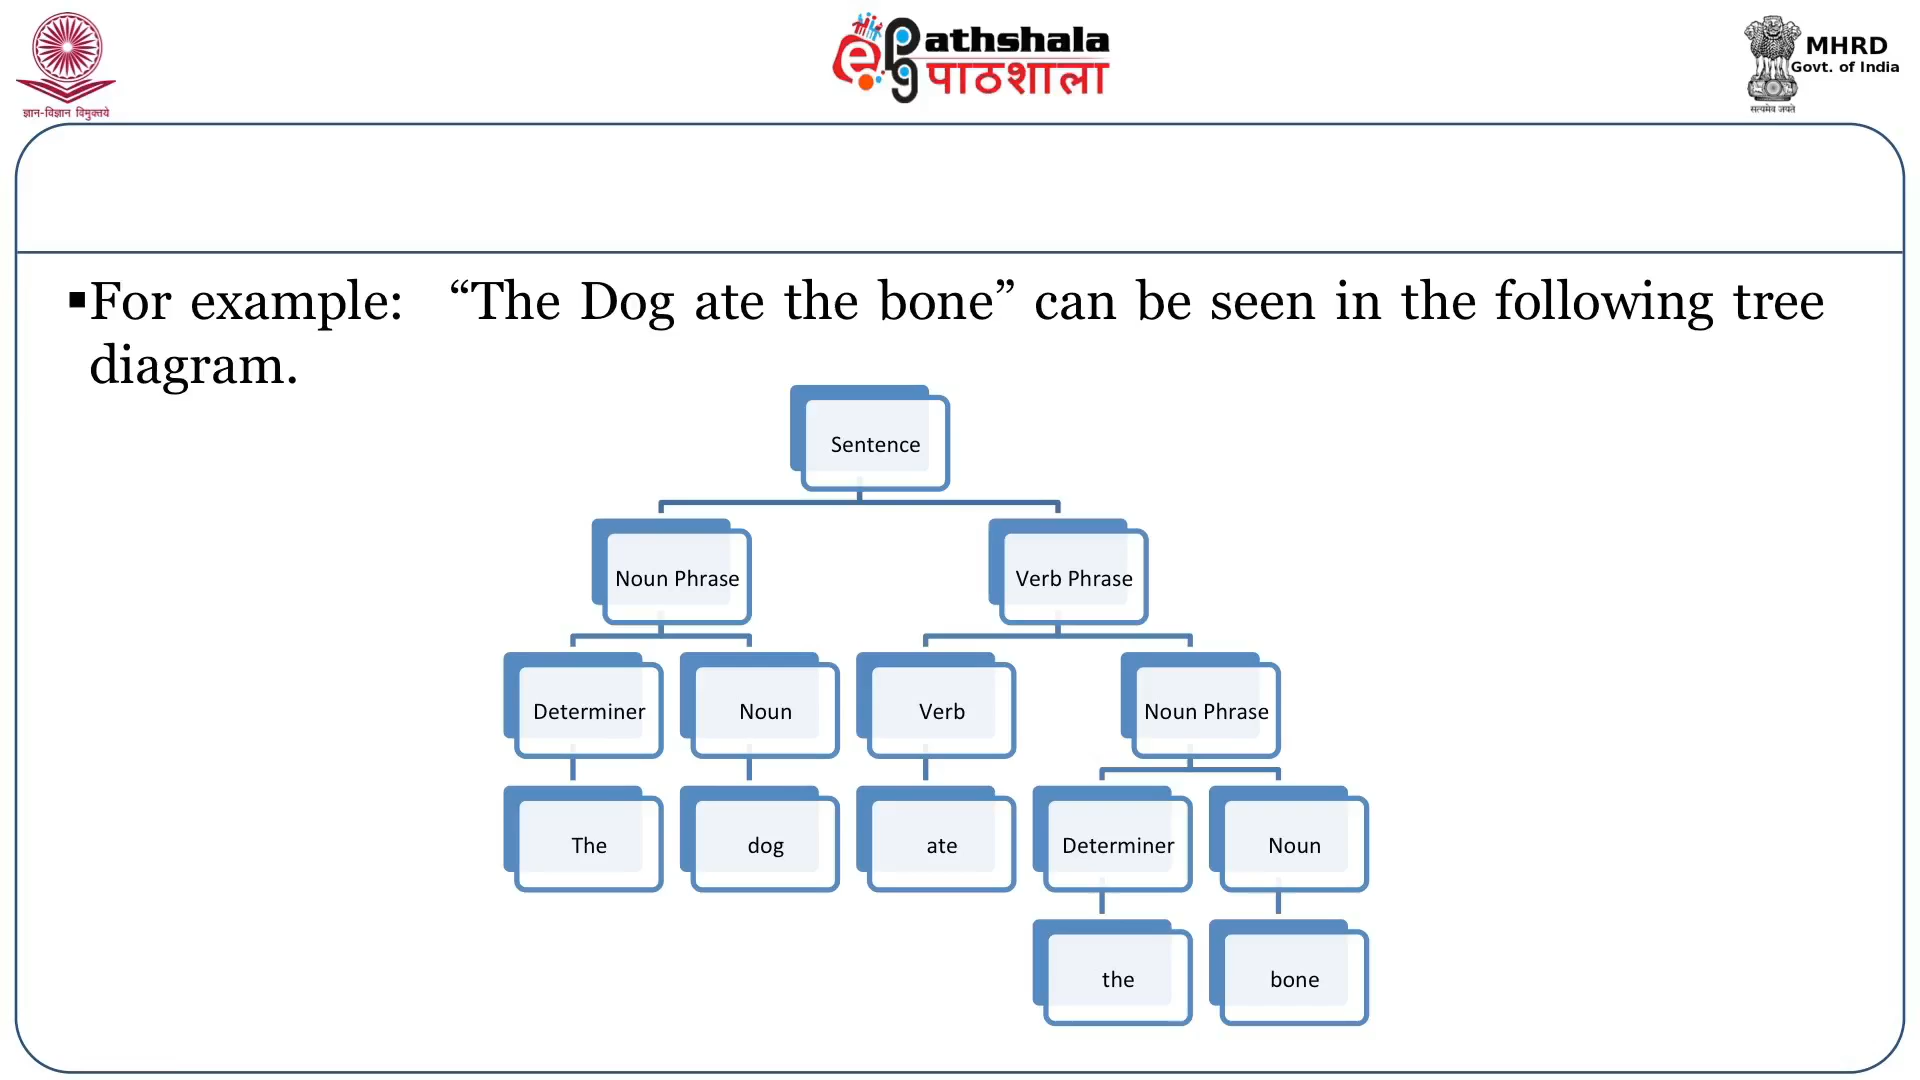 ज्ञान-विज्ञान विमुक्तये
e
PG
athshala
पाठशाला
MHRD
Govt. of India
सत्यमेव जयते
▪For example: “The Dog ate the bone” can be seen in the following tree
diagram.
Sentence
Noun Phrase Verb Phrase
Determiner Noun Verb Noun Phrase
The dog ate Determiner Noun
the bone